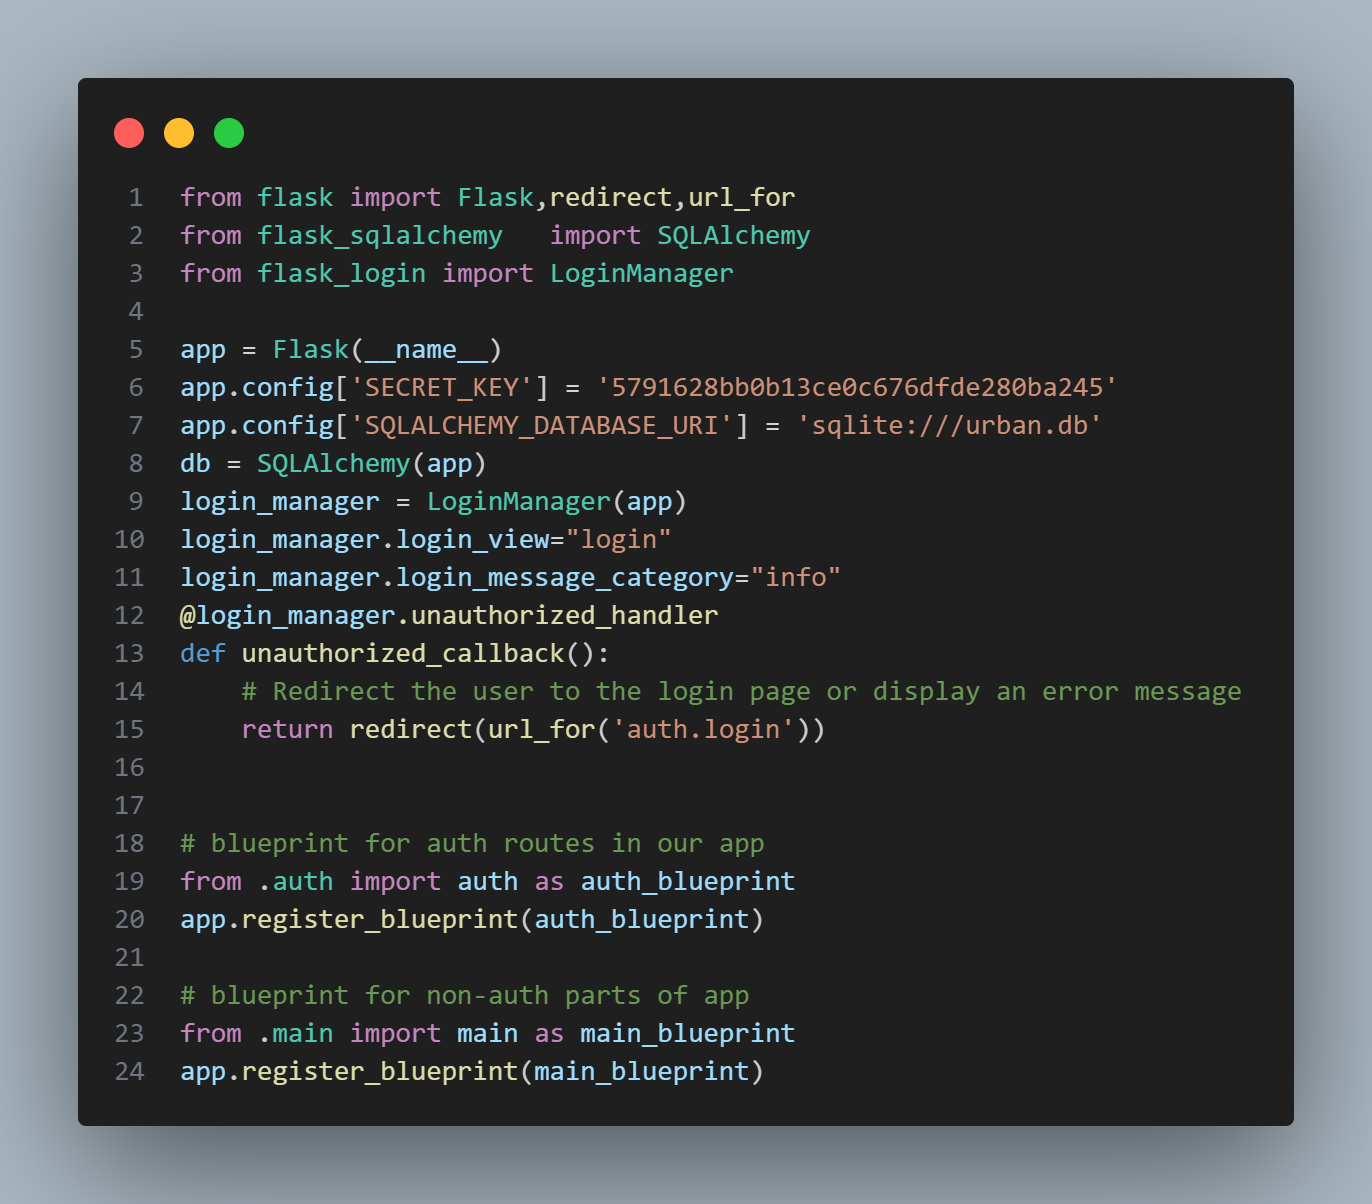 1 from flask import Flask,redirect,url_for
2 from flask_sqlalchemy   import SQLAlchemy
3 from flask_login import LoginManager
4
5 app = Flask(__name__)
6 app.config['SECRET_KEY'] = '5791628bb0b13ce0c676dfde280ba245'
7 app.config['SQLALCHEMY_DATABASE_URI'] = 'sqlite:///urban.db'
8 db = SQLAlchemy(app)
9 login_manager = LoginManager(app)
10 login_manager.login_view="login"
11 login_manager.login_message_category="info"
12 @login_manager.unauthorized_handler
13 def unauthorized_callback():
14     # Redirect the user to the login page or display an error message
15     return redirect(url_for('auth.login'))
16
17
18 # blueprint for auth routes in our app
19 from .auth import auth as auth_blueprint
20 app.register_blueprint(auth_blueprint)
21
22 # blueprint for non-auth parts of app
23 from .main import main as main_blueprint
24 app.register_blueprint(main_blueprint)